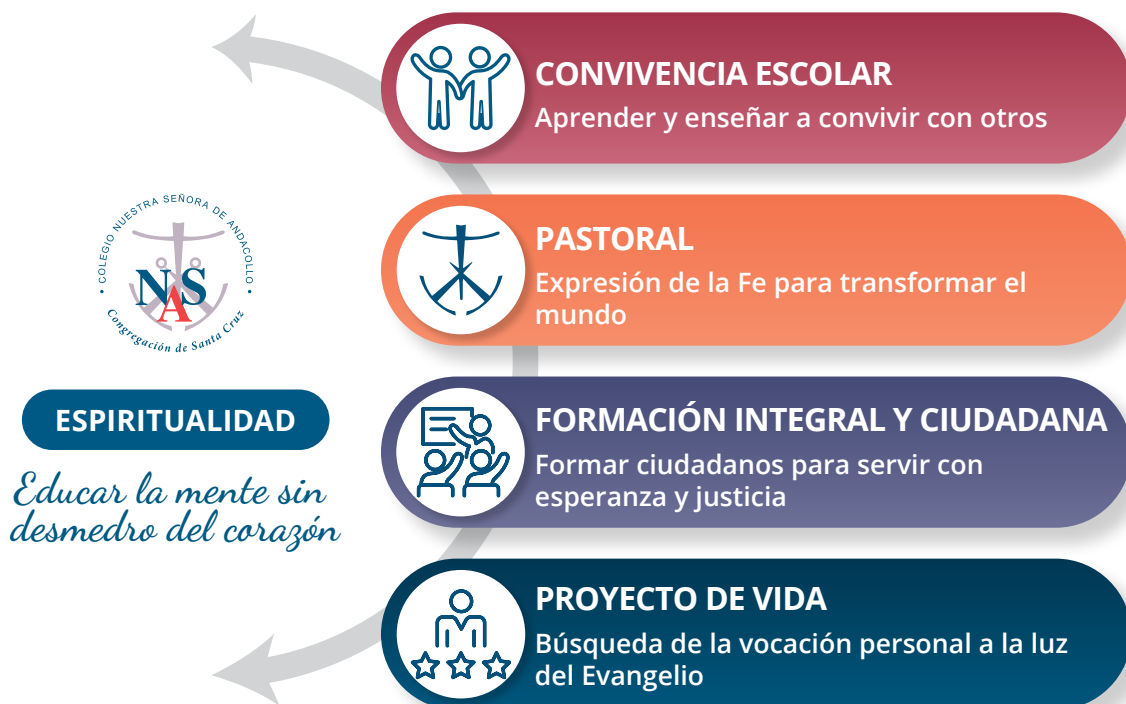 • COLEGIO NUESTRA SEÑORA DE ANDACOLLO •
NAS
Congregación de Santa Cruz
ESPIRITUALIDAD
Educar la mente sin
desmedro del corazón
CONVIVENCIA ESCOLAR
Aprender y enseñar a convivir con otros
PASTORAL
Expresión de la Fe para transformar el
mundo
FORMACIÓN INTEGRAL Y CIUDADANA
Formar ciudadanos para servir con
esperanza y justicia
PROYECTO DE VIDA
Búsqueda de la vocación personal a la luz
del Evangelio